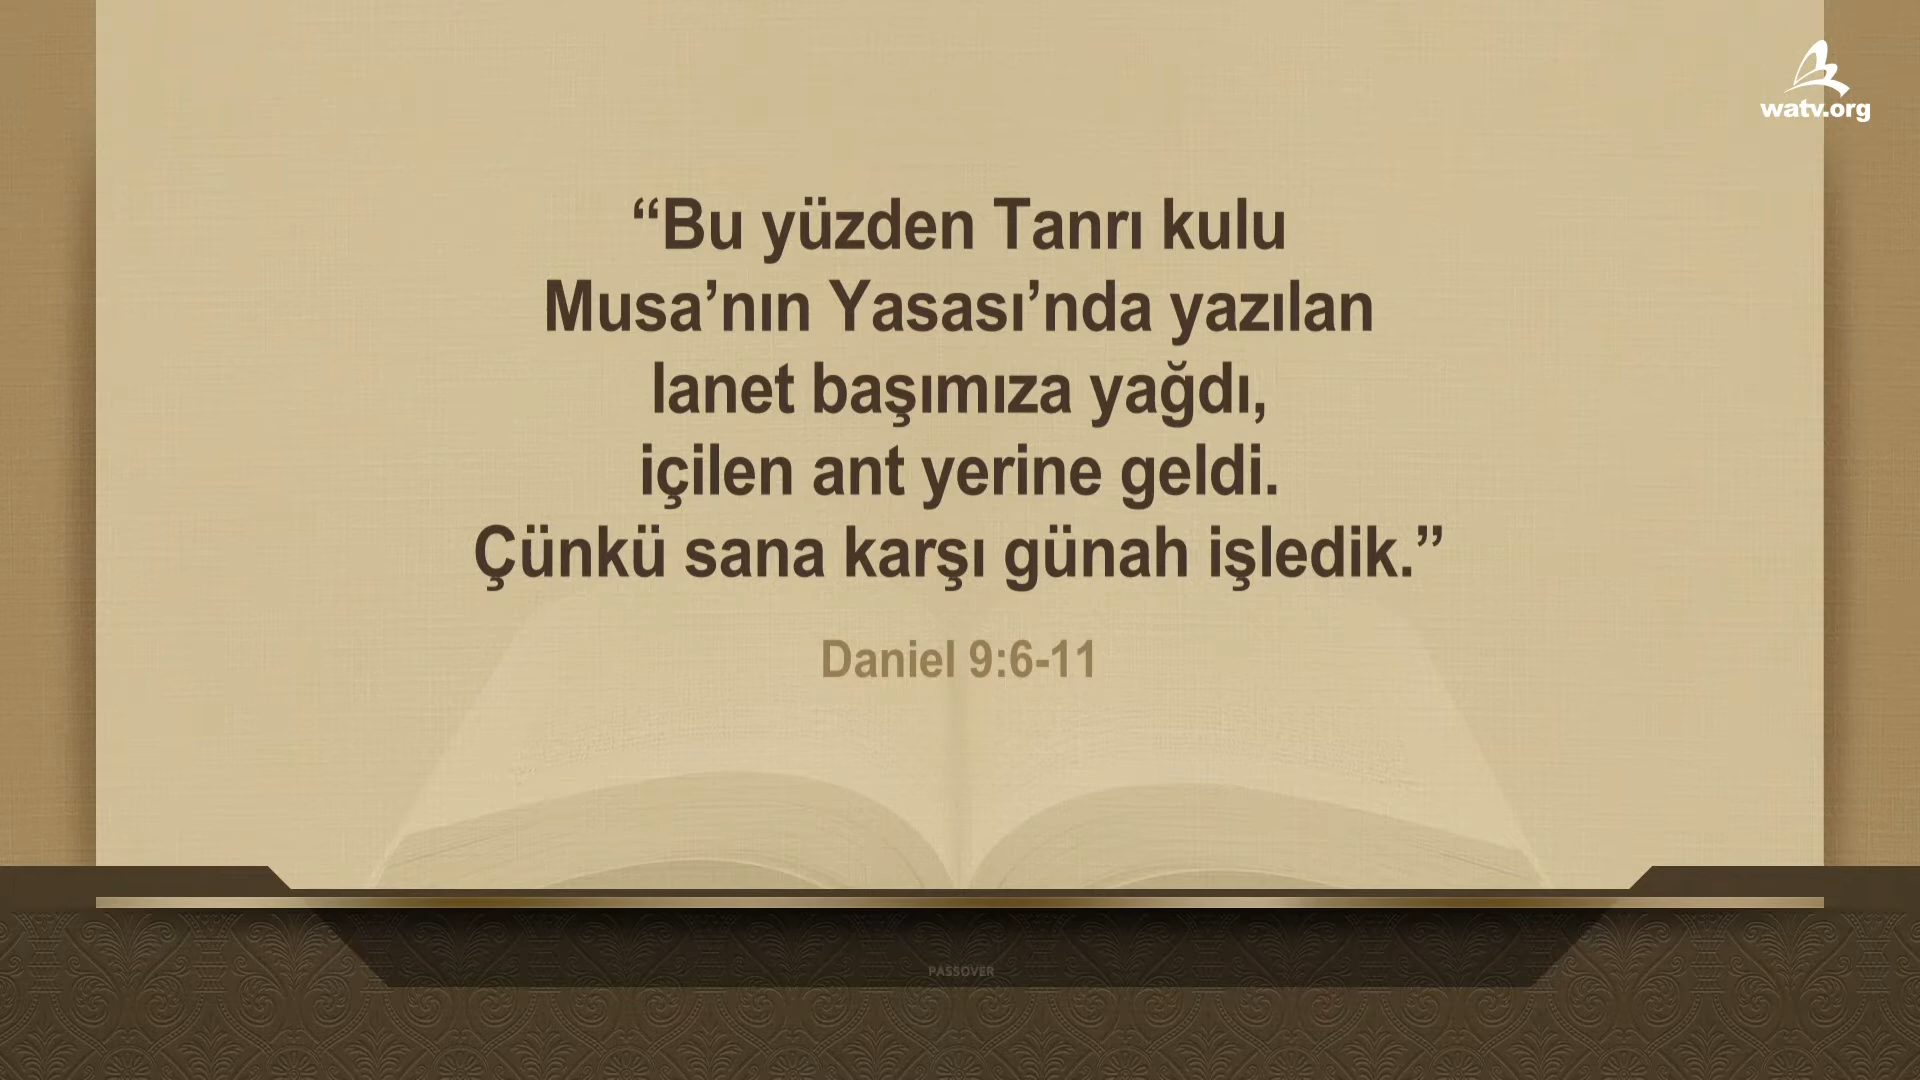 watv.org
“Bu yüzden Tanrı kulu
Musa’nın Yasası’nda yazılan
lanet başımıza yağdı,
içilen ant yerine geldi.
Çünkü sana karşı günah işledik.”
Daniel 9:6-11
PASSOVER